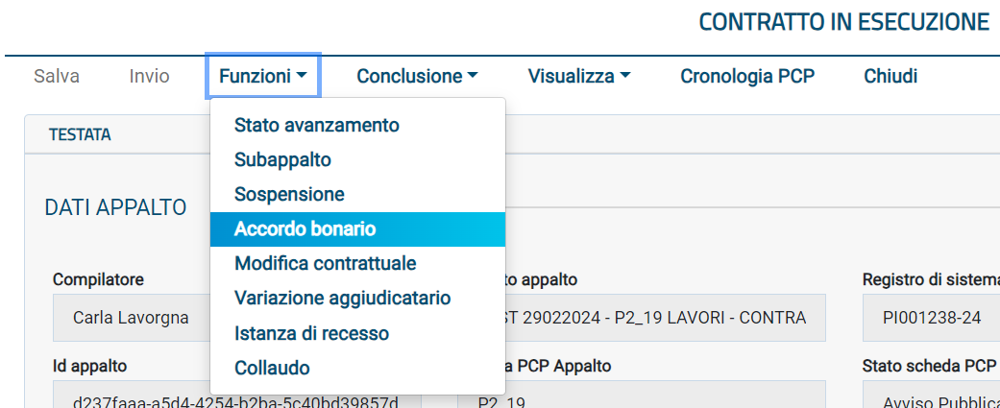 CONTRATTO IN ESECUZIONE
Salva Invio Funzioni Conclusione Visualizza Cronologia PCP Chiudi
TESTATA
Stato avanzamento
Subappalto
Sospensione
DATI APPALTO
Accordo bonario
Modifica contrattuale
Compilatore to appalto Registro di sistema
Variazione aggiudicatario
Carla Lavorgna ST 29022024 - P2_19 LAVORI - CONTRA PI001238-24
Istanza di recesso
Id appalto a PCP Appalto Stato scheda PCP
Collaudo
d237faaa-a5d4-4254-b2ba-5c40bd39857d P2_19 Avviso Pubblica